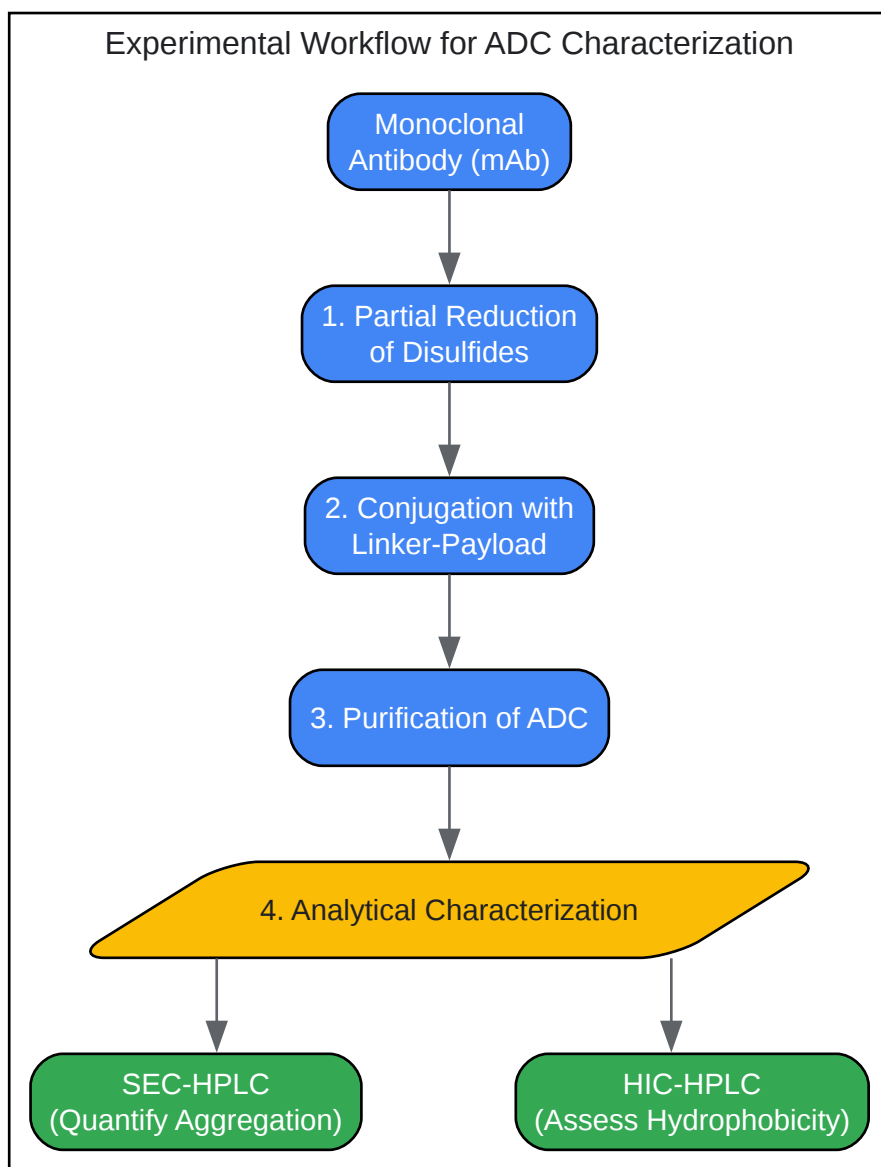 Experimental Workflow for ADC Characterization
Monoclonal
Antibody (mAb)
1. Partial Reduction
of Disulfides
2. Conjugation with
Linker-Payload
3. Purification of ADC
4. Analytical Characterization
SEC-HPLC
(Quantify Aggregation)
HIC-HPLC
(Assess Hydrophobicity)